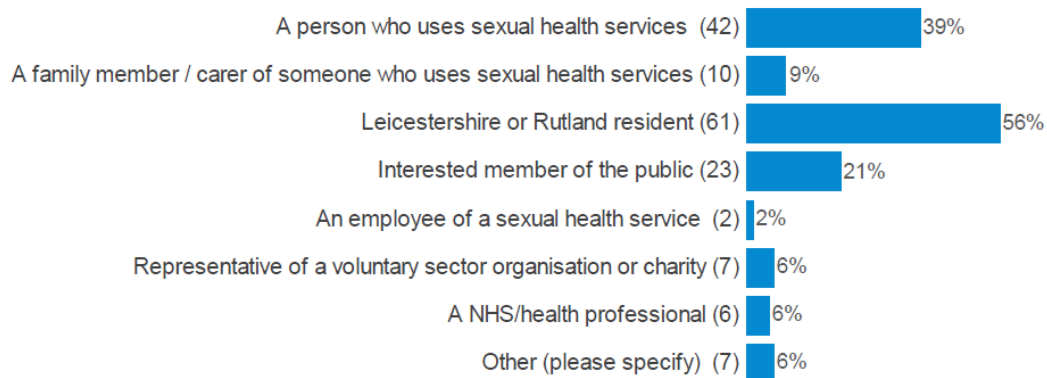 A person who uses sexual health services (42) 39%
A family member / carer of someone who uses sexual health services (10) 9%
Leicestershire or Rutland resident (61) 56%
Interested member of the public (23) 21%
An employee of a sexual health service (2) 2%
Representative of a voluntary sector organisation or charity (7) 6%
A NHS/health professional (6) 6%
Other (please specify) (7) 6%